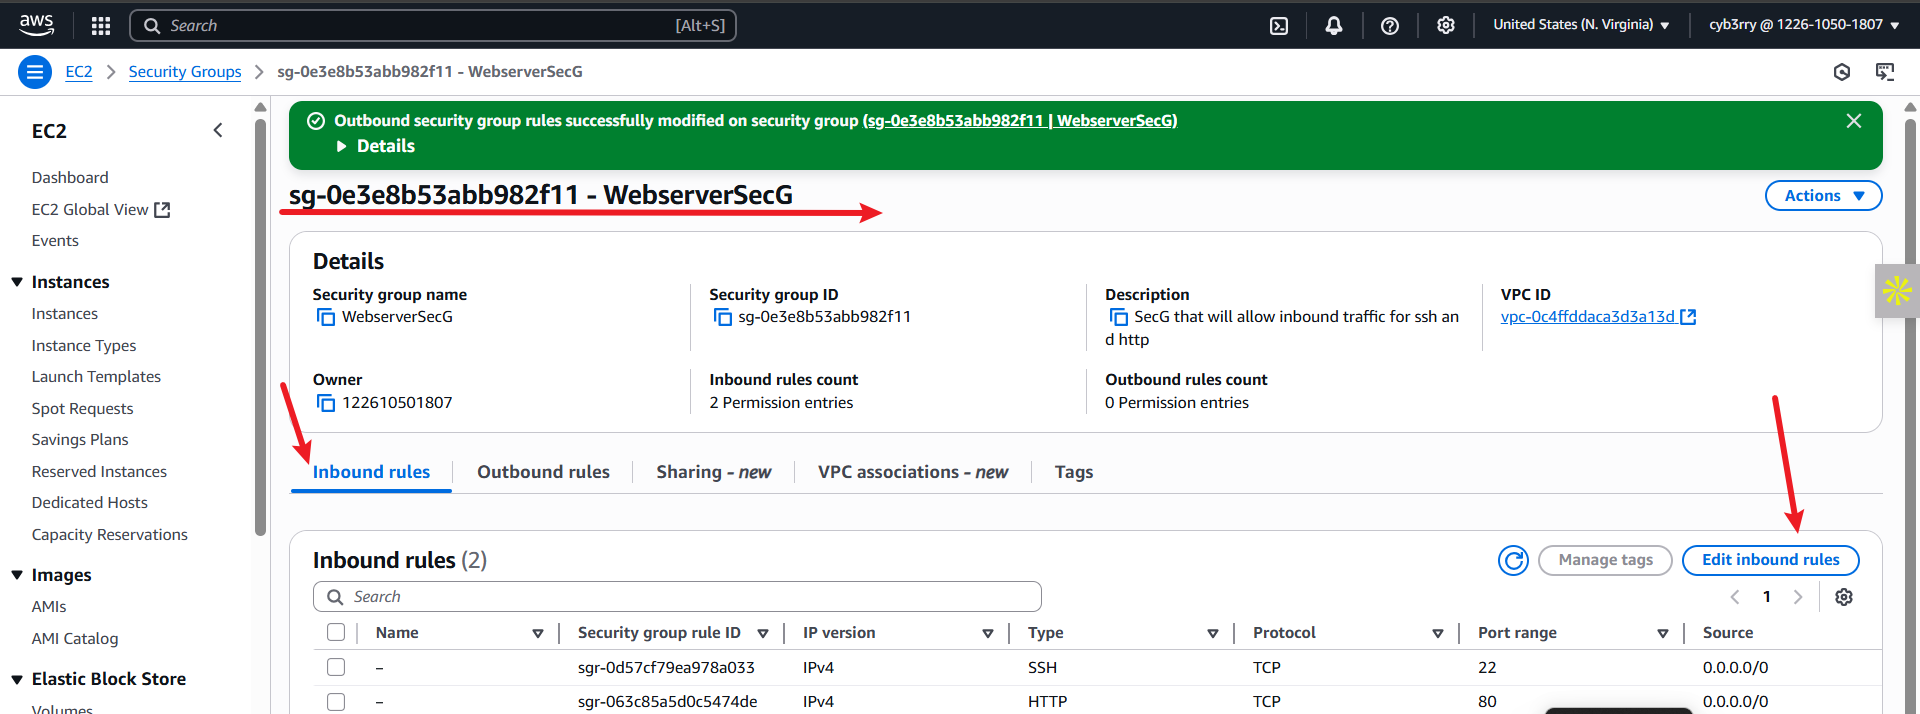 aws
Search [Alt+S]
United States (N. Virginia) ▼
cyb3rry @ 1226-1050-1807 ▼
EC2 > Security Groups > sg-0e3e8b53abb982f11 - WebserverSecG
EC2
Dashboard
EC2 Global View
Events
Instances
Instances
Instance Types
Launch Templates
Spot Requests
Savings Plans
Reserved Instances
Dedicated Hosts
Capacity Reservations
Images
AMIs
AMI Catalog
Elastic Block Store
Volumes
Outbound security group rules successfully modified on security group (sg-0e3e8b53abb982f11 | WebserverSecG)
Details
sg-0e3e8b53abb982f11 - WebserverSecG
Actions
Details
Security group name
WebserverSecG
Security group ID
sg-0e3e8b53abb982f11
Description
SecG that will allow inbound traffic for ssh an
d http
VPC ID
vpc-0c4ffddaca3d3a13d
Owner
122610501807
Inbound rules count
2 Permission entries
Outbound rules count
0 Permission entries
Inbound rules
Outbound rules
Sharing - new
VPC associations - new
Tags
Inbound rules (2)
Manage tags
Edit inbound rules
Search
1
Name Security group rule ID IP version Type Protocol Port range Source
– sgr-0d57cf79ea978a033 IPv4 SSH TCP 22 0.0.0.0/0
– sgr-063c85a5d0c5474de IPv4 HTTP TCP 80 0.0.0.0/0